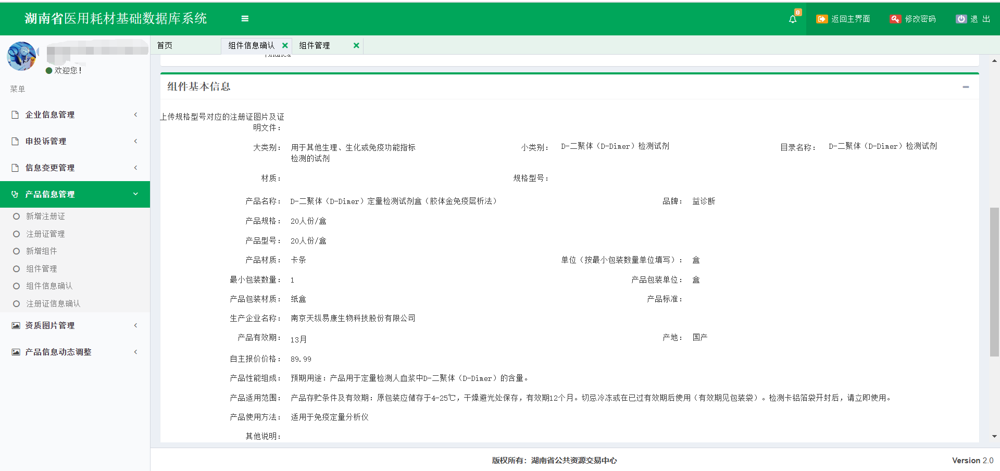 湖南省医用耗材基础数据库系统
0
返回主界面
修改密码
退 出
欢迎您!
菜单
企业信息管理
申投诉管理
信息变更管理
产品信息管理
新增注册证
注册证管理
新增组件
组件管理
组件信息确认
注册证信息确认
资质图片管理
产品信息动态调整
首页
组件信息确认
组件管理
组件基本信息
上传规格型号对应的注册证图片及证
明文件：
大类别： 用于其他生理、生化或免疫功能指标
检测的试剂
小类别： D-二聚体（D-Dimer）检测试剂
目录名称： D-二聚体（D-Dimer）检测试剂
材质：
规格型号：
产品名称： D-二聚体（D-Dimer）定量检测试剂盒（胶体金免疫层析法）
品牌： 益诊断
产品规格： 20人份/盒
产品型号： 20人份/盒
产品材质： 卡条
单位（按最小包装数量单位填写）： 盒
最小包装数量： 1
产品包装单位： 盒
产品包装材质： 纸盒
产品标准：
生产企业名称： 南京天纵易康生物科技股份有限公司
产品有效期： 13月
产地： 国产
自主报价价格： 89.99
产品性能组成： 预期用途：产品用于定量检测人血浆中D-二聚体（D-Dimer）的含量。
产品适用范围： 产品存贮条件及有效期：原包装应储存于4-25℃，干燥避光处保存，有效期12个月。切忌冷冻或在已过有效期后使用（有效期见包装袋）。检测卡铝箔袋开封后，请立即使用。
产品使用方法： 适用于免疫定量分析仪
其他说明：
版权所有：湖南省公共资源交易中心
Version 2.0